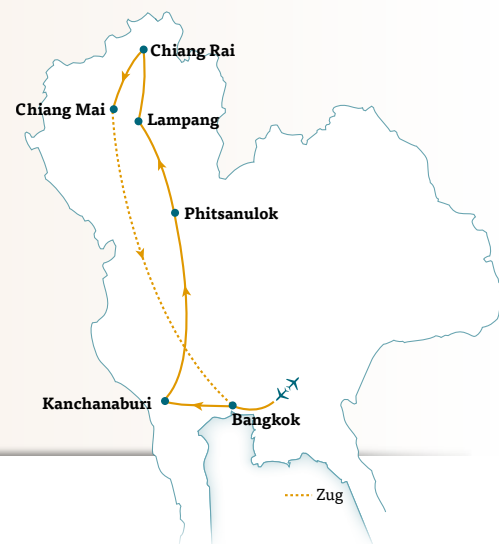 Chiang Rai
Chiang Mai
Lampang
Phitsanulok
Kanchanaburi
Bangkok
Zug